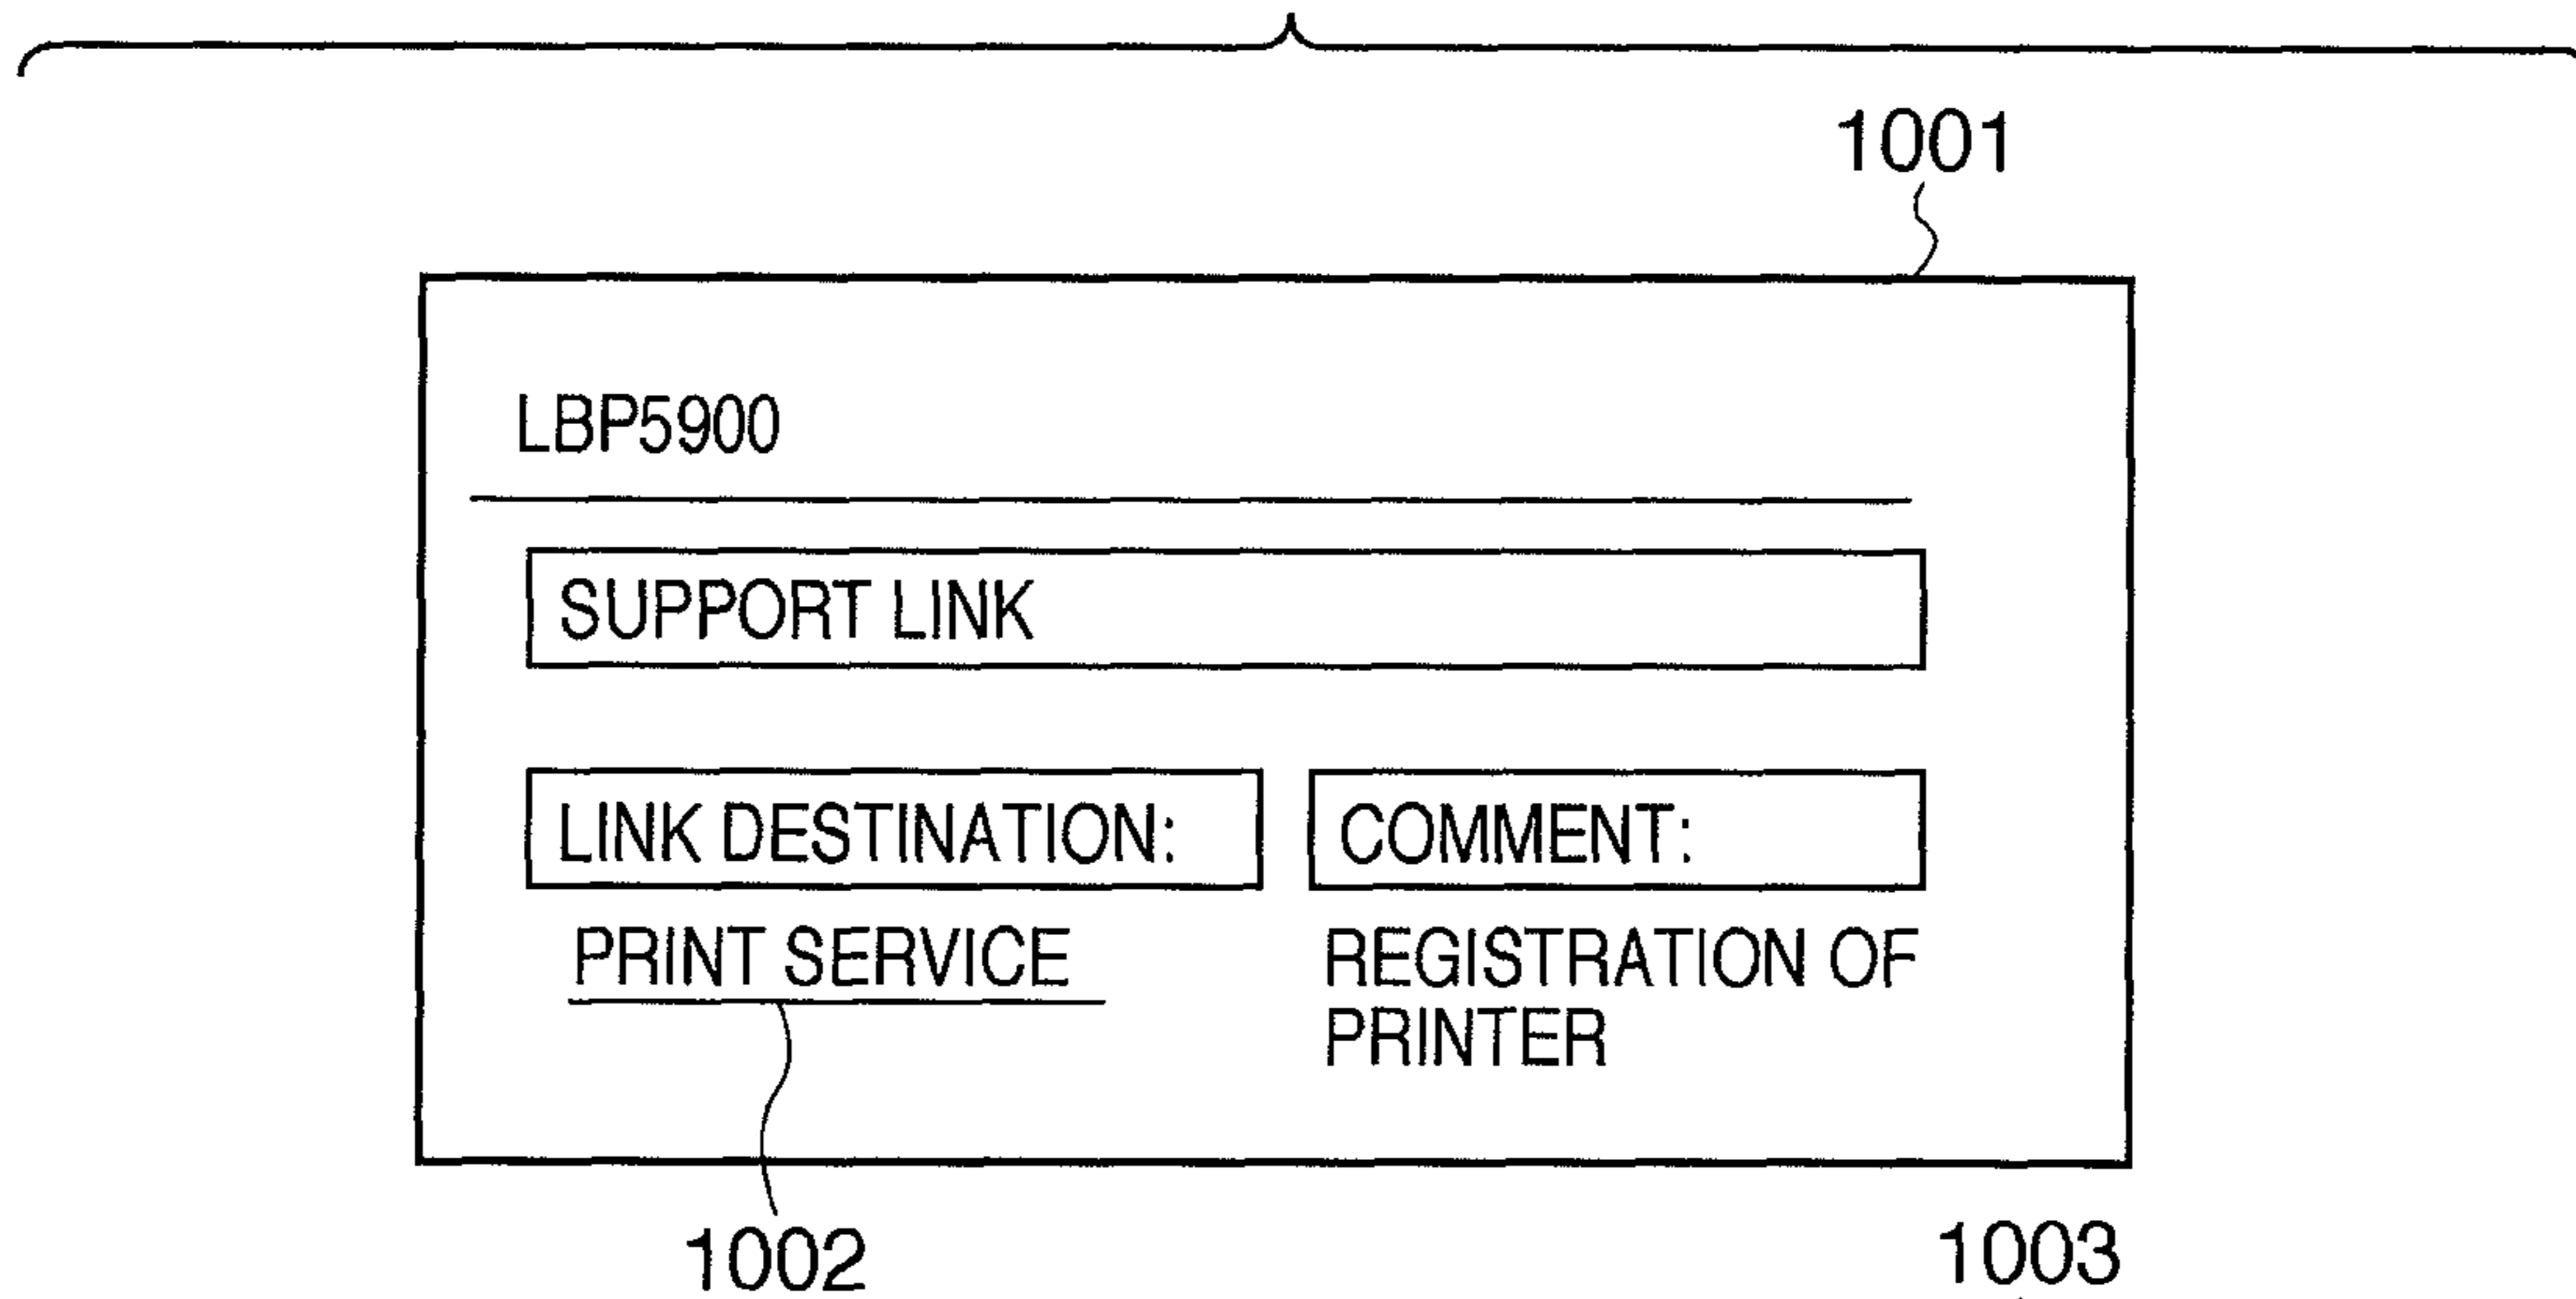 1001
LBP5900
SUPPORT LINK
LINK DESTINATION: COMMENT:
PRINT SERVICE REGISTRATION OF
PRINTER
1002
1003